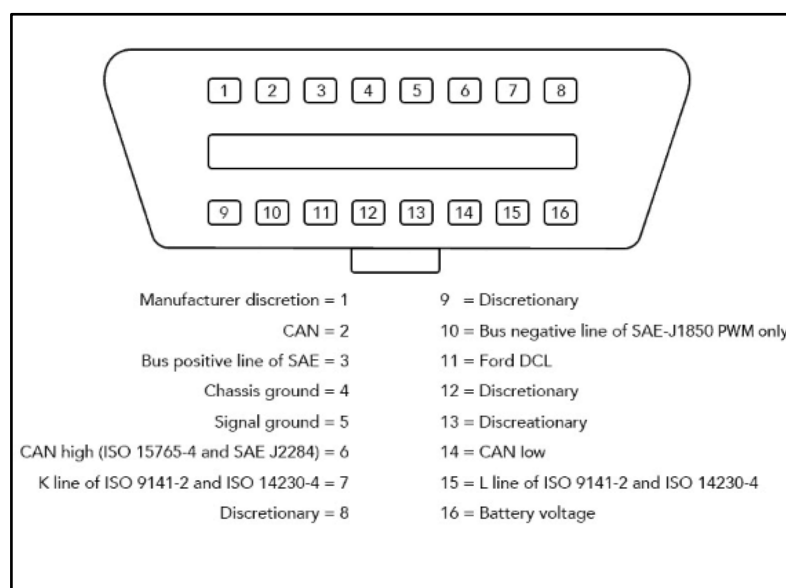 1 2 3 4 5 6 7 8
9 10 11 12 13 14 15 16
Manufacturer discretion = 1
CAN = 2
Bus positive line of SAE = 3
Chassis ground = 4
Signal ground = 5
CAN high (ISO 15765-4 and SAE J2284) = 6
K line of ISO 9141-2 and ISO 14230-4 = 7
Discretionary = 8
9 = Discretionary
10 = Bus negative line of SAE-J1850 PWM only
11 = Ford DCL
12 = Discretionary
13 = Discreationary
14 = CAN low
15 = L line of ISO 9141-2 and ISO 14230-4
16 = Battery voltage